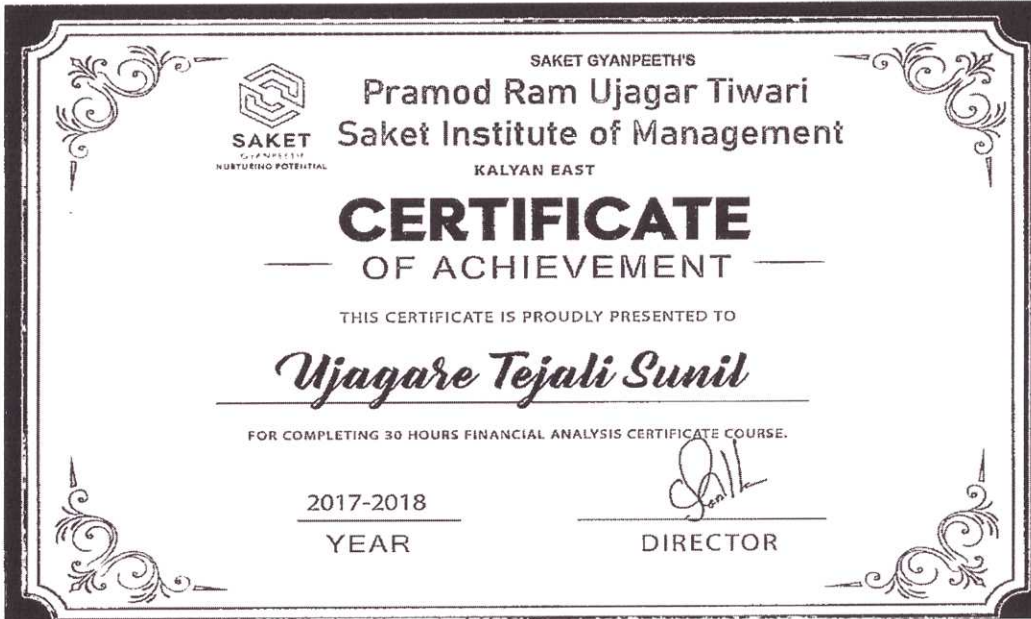 SAKET GYANPEETH'S
Pramod Ram Ujagar Tiwari
Saket Institute of Management
KALYAN EAST
SAKET
GYANPEETH
NURTURING POTENTIAL
CERTIFICATE
OF ACHIEVEMENT
THIS CERTIFICATE IS PROUDLY PRESENTED TO
Ujagare Tejali Sunil
FOR COMPLETING 30 HOURS FINANCIAL ANALYSIS CERTIFICATE COURSE.
2017-2018
YEAR
DIRECTOR